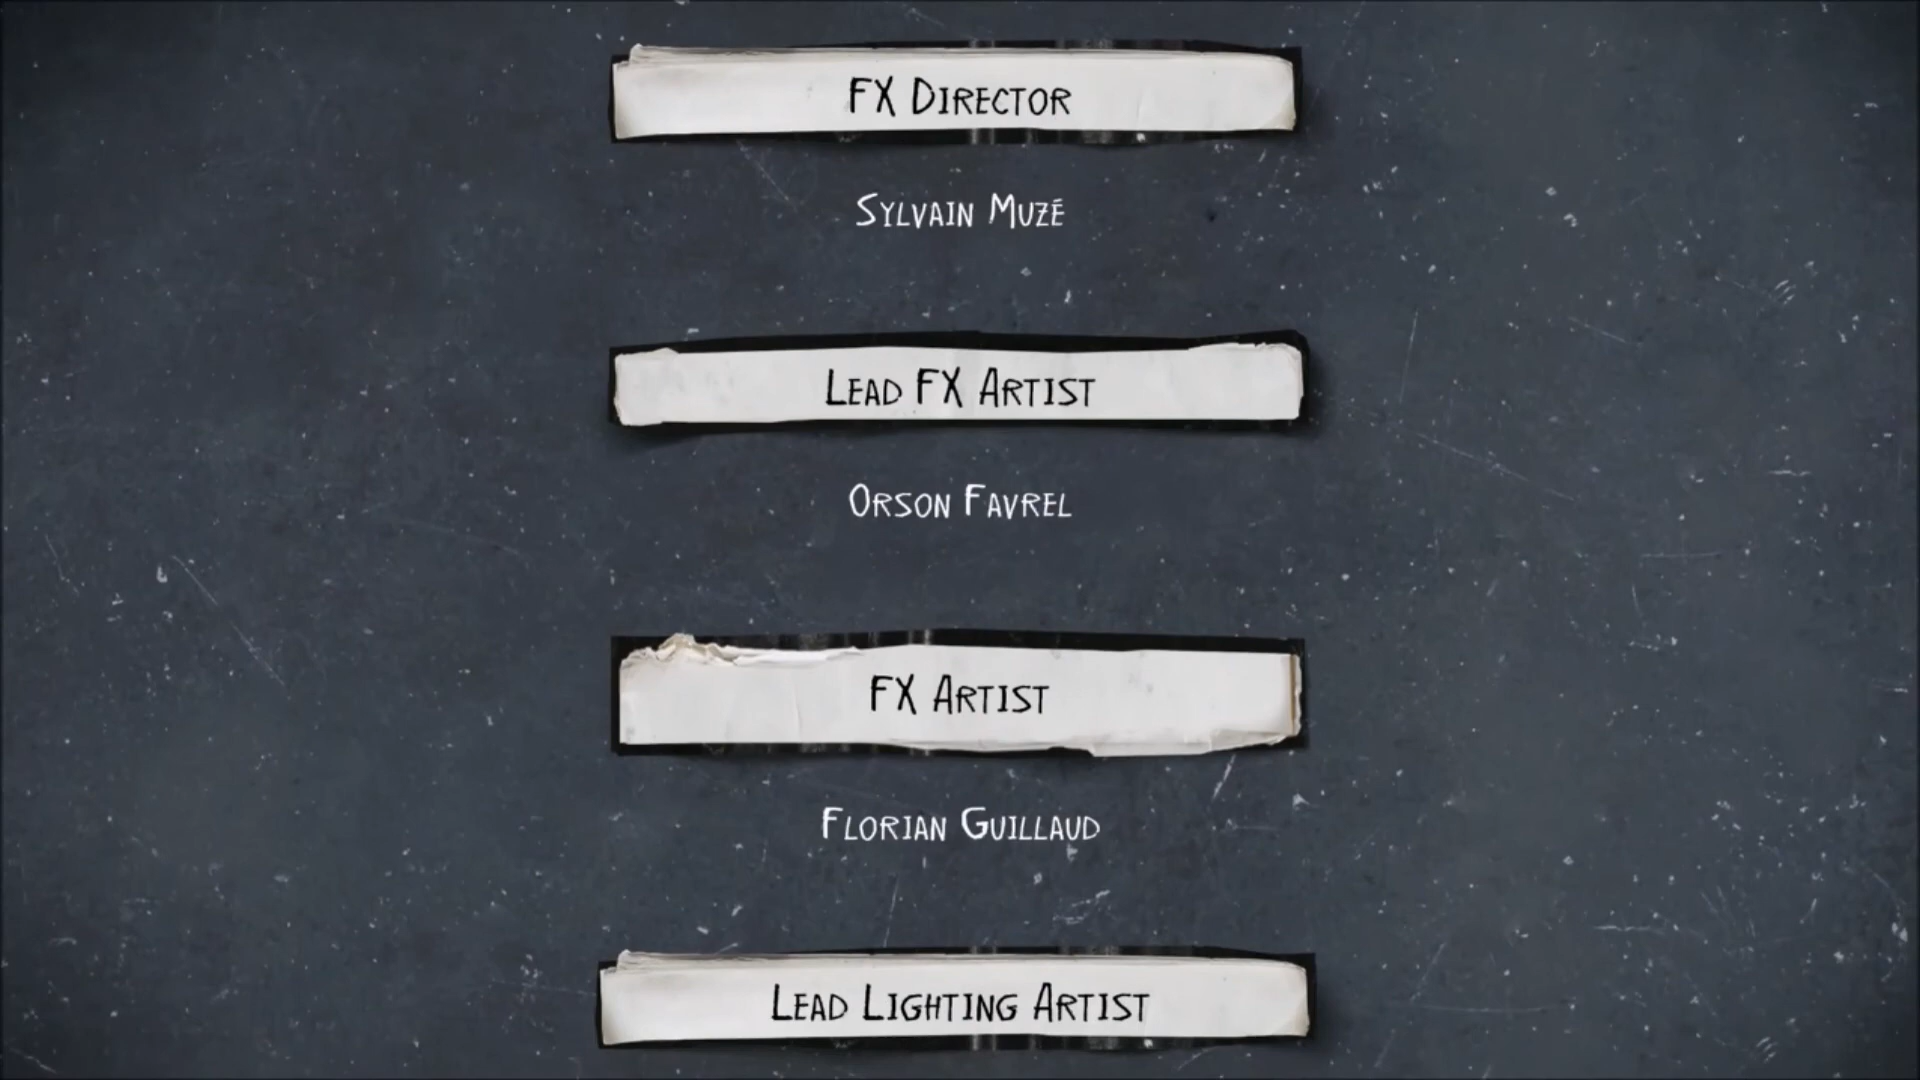 FX Director
Sylvain Muzé
Lead FX Artist
Orson Favrel
FX Artist
Florian Guillaud
Lead Lighting Artist